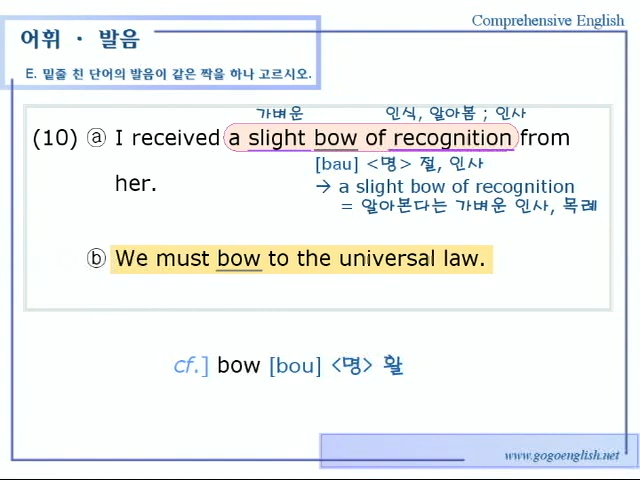 Comprehensive English
어휘 · 발음
E. 밑줄 친 단어의 발음이 같은 짝을 하나 고르시오.
가벼운 인식, 알아봄 ; 인사
(10) ⓐ I received a slight bow of recognition from
[bau] <명> 절, 인사
her.
→ a slight bow of recognition
= 알아본다는 가벼운 인사, 목례
ⓑ We must bow to the universal law.
cf.] bow [bou] <명> 활
www.gogoenglish.net